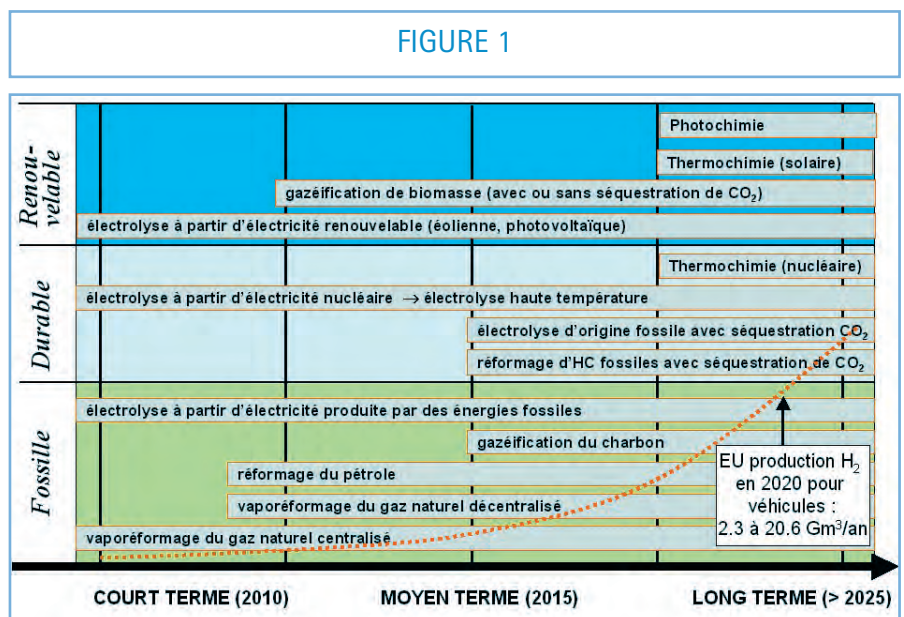 FIGURE 1
Renou-
velable
Photochimie
Thermochimie (solaire)
gazéification de biomasse (avec ou sans séquestration de CO₂)
électrolyse à partir d'électricité renouvelable (éolienne, photovoltaïque)
Durable
Thermochimie (nucléaire)
électrolyse à partir d'électricité nucléaire → électrolyse haute température
électrolyse d'origine fossile avec séquestration CO₂
réformage d'HC fossiles avec séquestration de CO₂
Fossile
électrolyse à partir d'électricité produite par des énergies fossiles
gazéification du charbon
réformage du pétrole
vaporéformage du gaz naturel décentralisé
vaporéformage du gaz naturel centralisé
EU production H₂
en 2020 pour
véhicules :
2.3 à 20.6 Gm³/an
COURT TERME (2010) MOYEN TERME (2015) LONG TERME (> 2025)